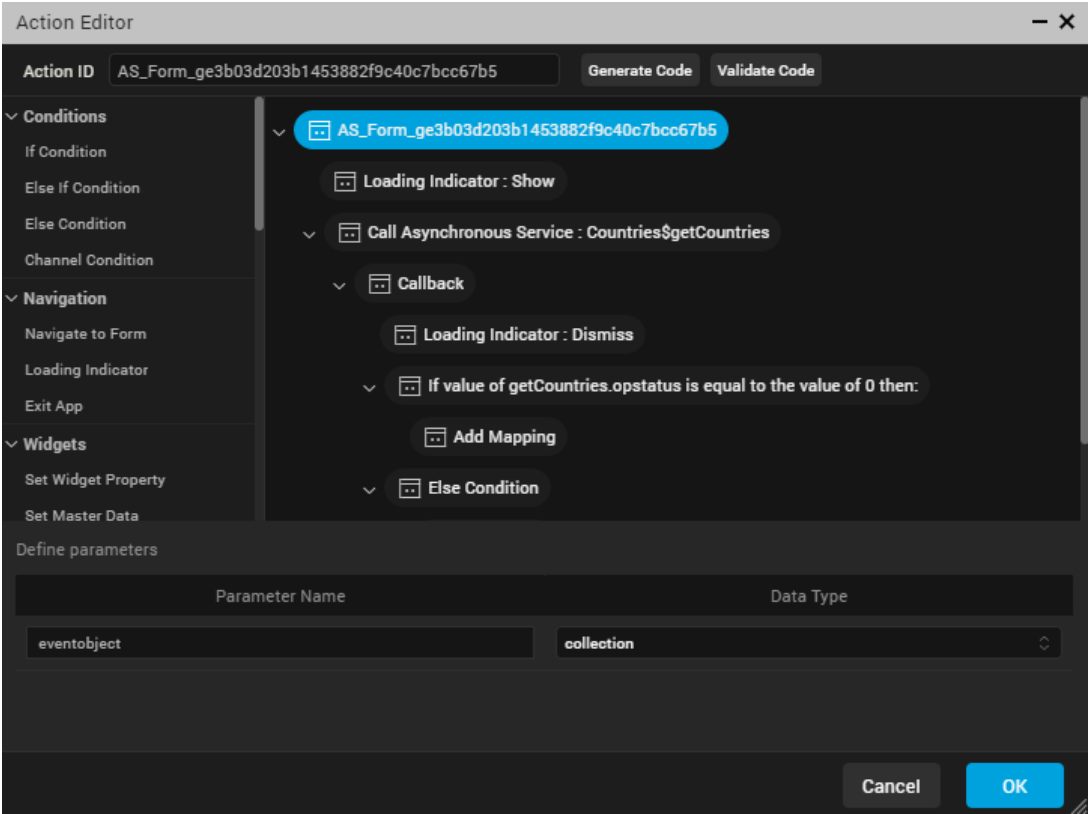 Action Editor
Action ID AS_Form_ge3b03d203b1453882f9c40c7bcc67b5 Generate Code Validate Code
Conditions
If Condition
Else If Condition
Else Condition
Channel Condition
Navigation
Navigate to Form
Loading Indicator
Exit App
Widgets
Set Widget Property
Set Master Data
AS_Form_ge3b03d203b1453882f9c40c7bcc67b5
Loading Indicator : Show
Call Asynchronous Service : Countries$getCountries
Callback
Loading Indicator : Dismiss
If value of getCountries.opstatus is equal to the value of 0 then:
Add Mapping
Else Condition
Define parameters
Parameter Name Data Type
eventobject collection
Cancel OK